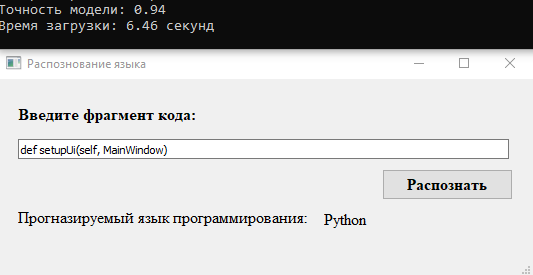 Точность модели: 0.94
Время загрузки: 6.46 секунд
Распознование языка
Введите фрагмент кода:
def setupUi(self, MainWindow)
Распознать
Прогназируемый язык программирования: Python